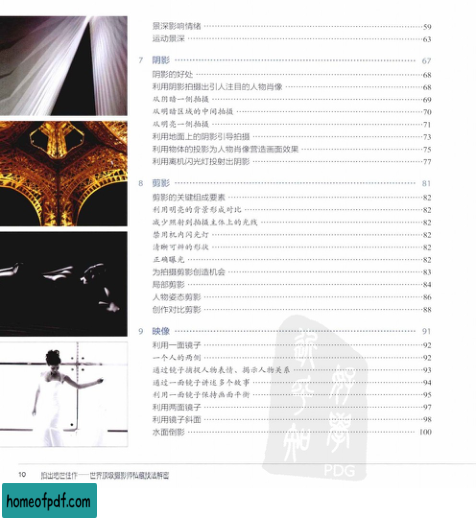 景深影响情绪 59
运动景深 63
7 阴影 67
阴影的好处 68
利用阴影拍摄出引人注目的人物肖像 68
从阴暗一侧拍摄 69
从明暗区域的中间拍摄 70
从明亮一侧拍摄 71
利用地面上的阴影引导拍摄 73
利用物体的投影为人物肖像营造画面效果 75
利用离机闪光灯投射出阴影 77
8 剪影 81
剪影的关键组成要素 82
利用明亮的背景形成对比 82
减少照射到拍摄主体上的光线 82
禁用机内闪光灯 82
清晰可辨的形状 82
正确曝光 82
为拍摄剪影创造机会 83
局部剪影 84
人物姿态剪影 86
创作对比剪影 88
9 映像 91
利用一面镜子 92
一个人的两侧 92
通过镜子捕捉人物表情、揭示人物关系 93
通过一面镜子讲述多个故事 94
利用一面镜子保持画面平衡 95
利用两面镜子 97
利用镜子斜面 98
水面倒影 100
PDG
10 拍出绝世佳作——世界顶级摄影师私藏技法解密
homeofpdf.com